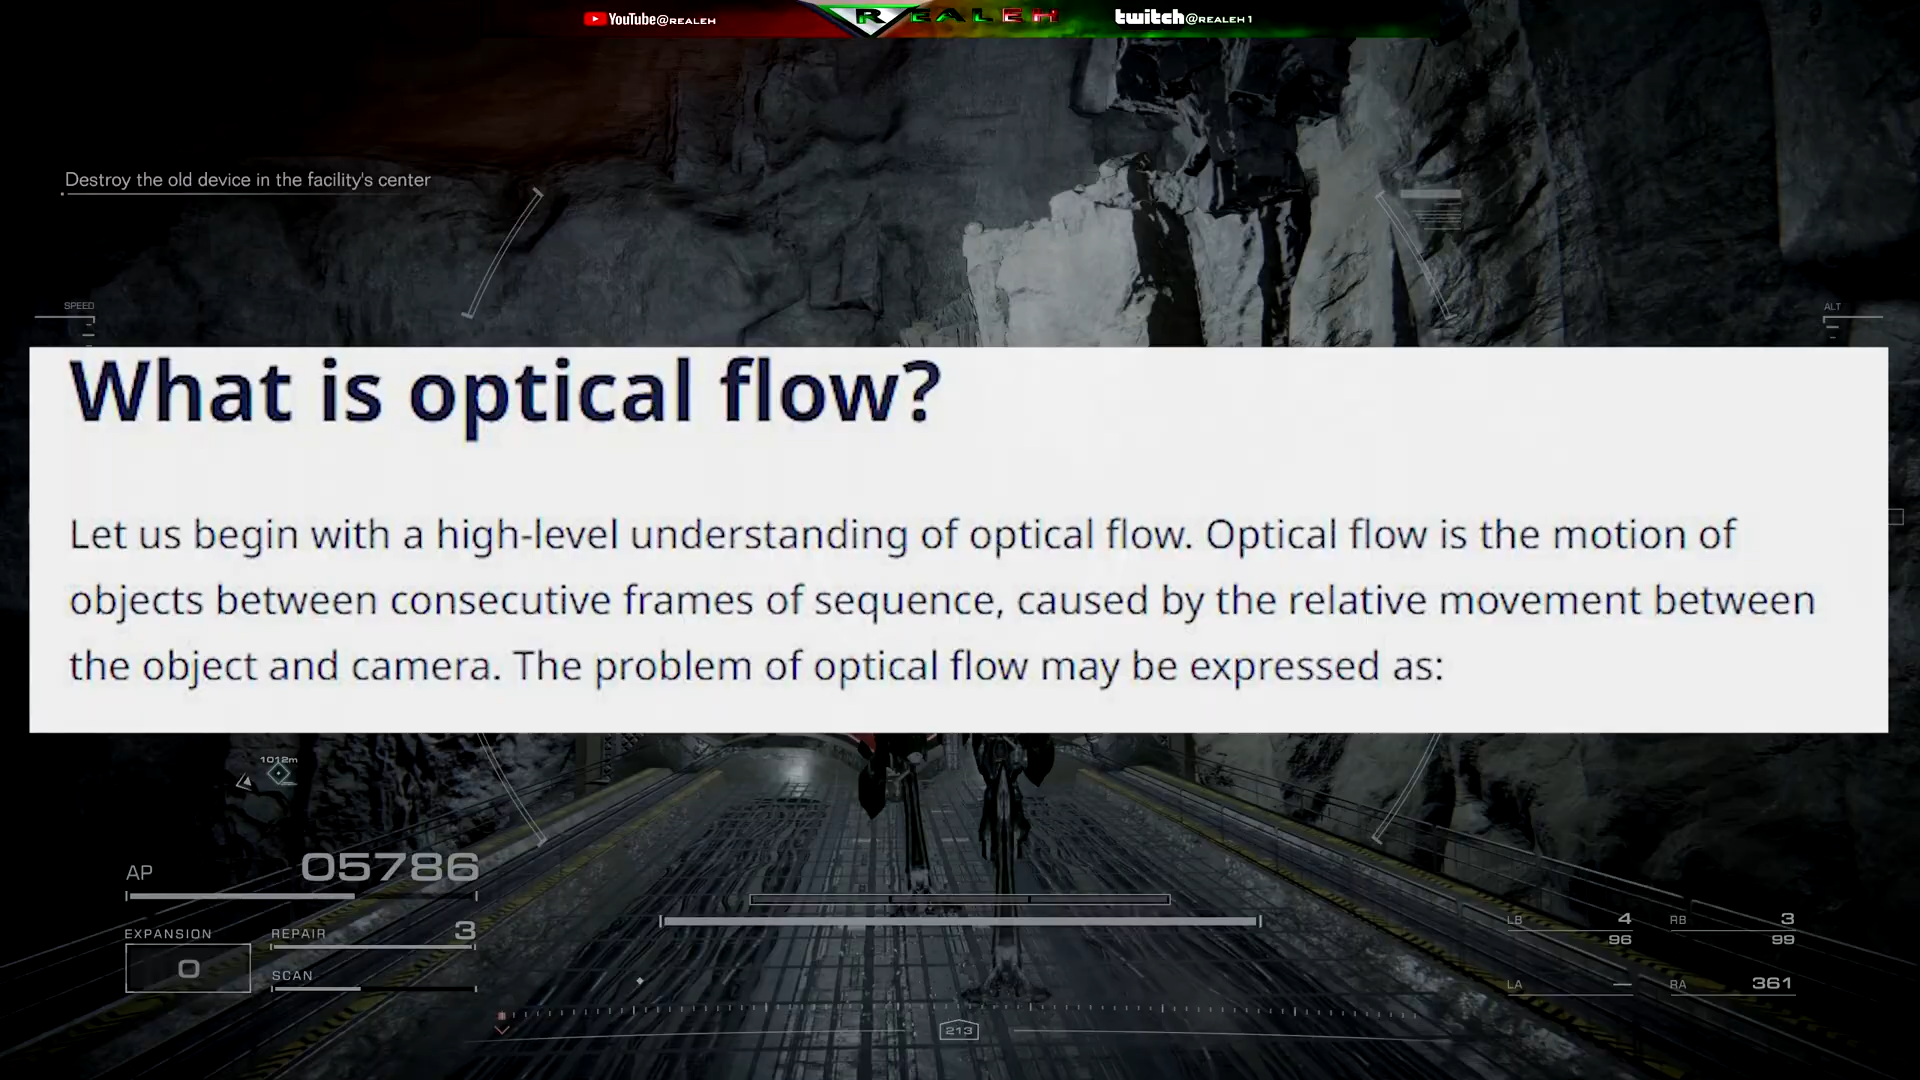 YouTube@REALEH
REALEH
twitch@REALEH1
Destroy the old device in the facility's center
SPEED
ALT
What is optical flow?
Let us begin with a high-level understanding of optical flow. Optical flow is the motion of
objects between consecutive frames of sequence, caused by the relative movement between
the object and camera. The problem of optical flow may be expressed as:
1012m
AP 05786
EXPANSION
0
REPAIR 3
SCAN
LB 4
96
RB 3
99
LA —
RA 361
213